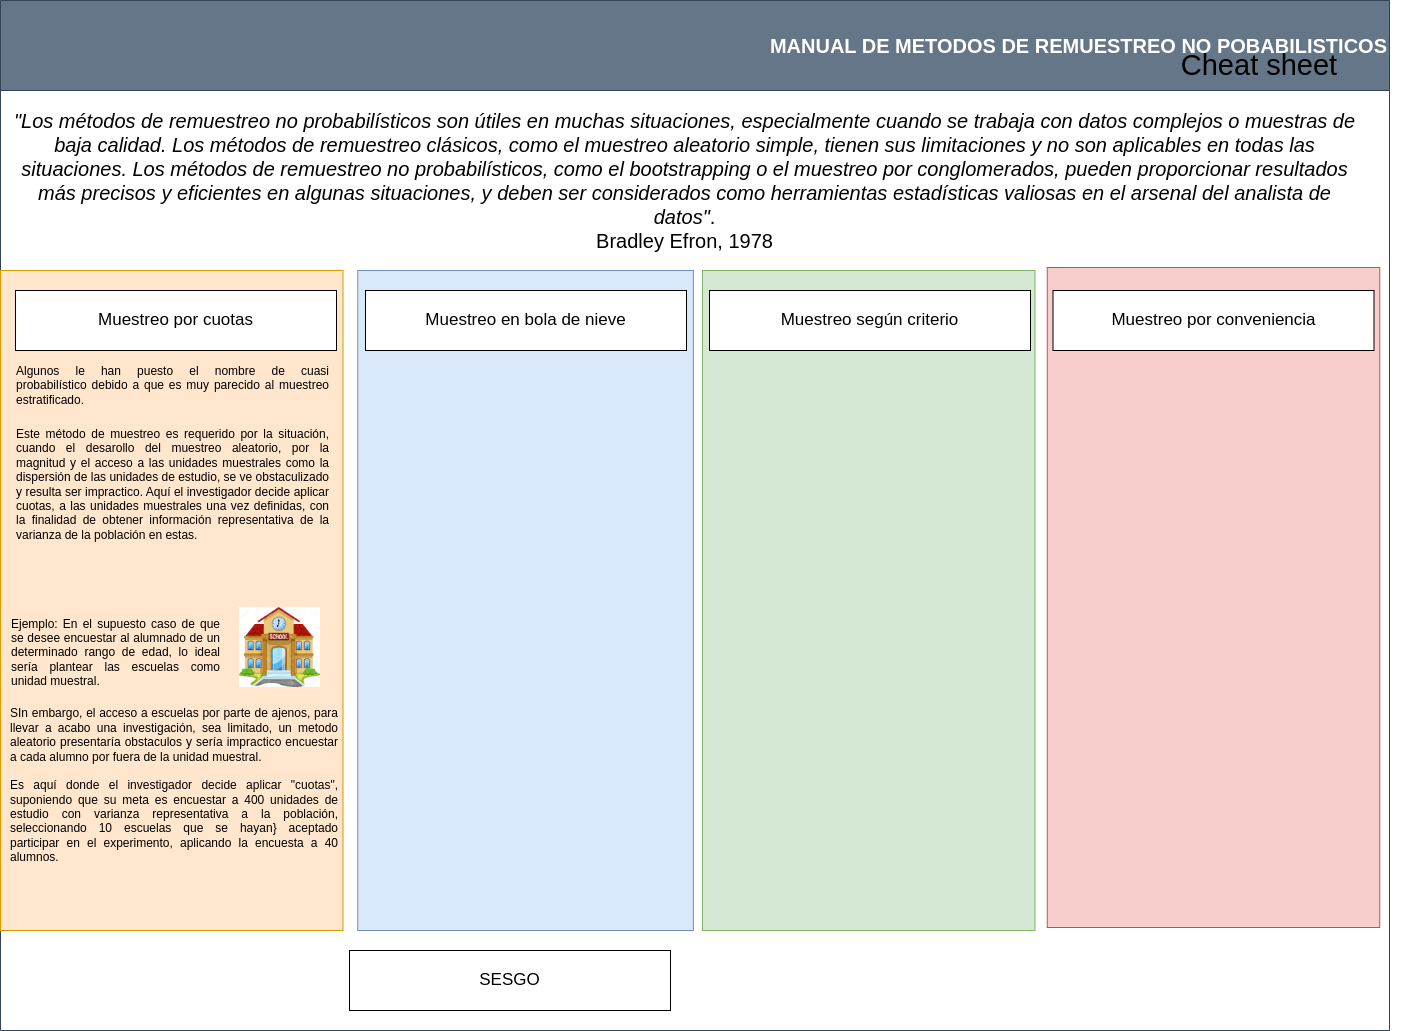 MANUAL DE METODOS DE REMUESTREO NO POBABILISTICOS
Cheat sheet
"Los métodos de remuestreo no probabilísticos son útiles en muchas situaciones, especialmente cuando se trabaja con datos complejos o muestras de
baja calidad. Los métodos de remuestreo clásicos, como el muestreo aleatorio simple, tienen sus limitaciones y no son aplicables en todas las
situaciones. Los métodos de remuestreo no probabilísticos, como el bootstrapping o el muestreo por conglomerados, pueden proporcionar resultados
más precisos y eficientes en algunas situaciones, y deben ser considerados como herramientas estadísticas valiosas en el arsenal del analista de
datos".
Bradley Efron, 1978
Muestreo por cuotas
Algunos le han puesto el nombre de cuasi
probabilístico debido a que es muy parecido al muestreo
estratificado.
Este método de muestreo es requerido por la situación,
cuando el desarollo del muestreo aleatorio, por la
magnitud y el acceso a las unidades muestrales como la
dispersión de las unidades de estudio, se ve obstaculizado
y resulta ser impractico. Aquí el investigador decide aplicar
cuotas, a las unidades muestrales una vez definidas, con
la finalidad de obtener información representativa de la
varianza de la población en estas.
Ejemplo: En el supuesto caso de que
se desee encuestar al alumnado de un
determinado rango de edad, lo ideal
sería plantear las escuelas como
unidad muestral.
SCHOOL
SIn embargo, el acceso a escuelas por parte de ajenos, para
llevar a acabo una investigación, sea limitado, un metodo
aleatorio presentaría obstaculos y sería impractico encuestar
a cada alumno por fuera de la unidad muestral.
Es aquí donde el investigador decide aplicar "cuotas",
suponiendo que su meta es encuestar a 400 unidades de
estudio con varianza representativa a la población,
seleccionando 10 escuelas que se hayan} aceptado
participar en el experimento, aplicando la encuesta a 40
alumnos.
Muestreo en bola de nieve
Muestreo según criterio
Muestreo por conveniencia
SESGO